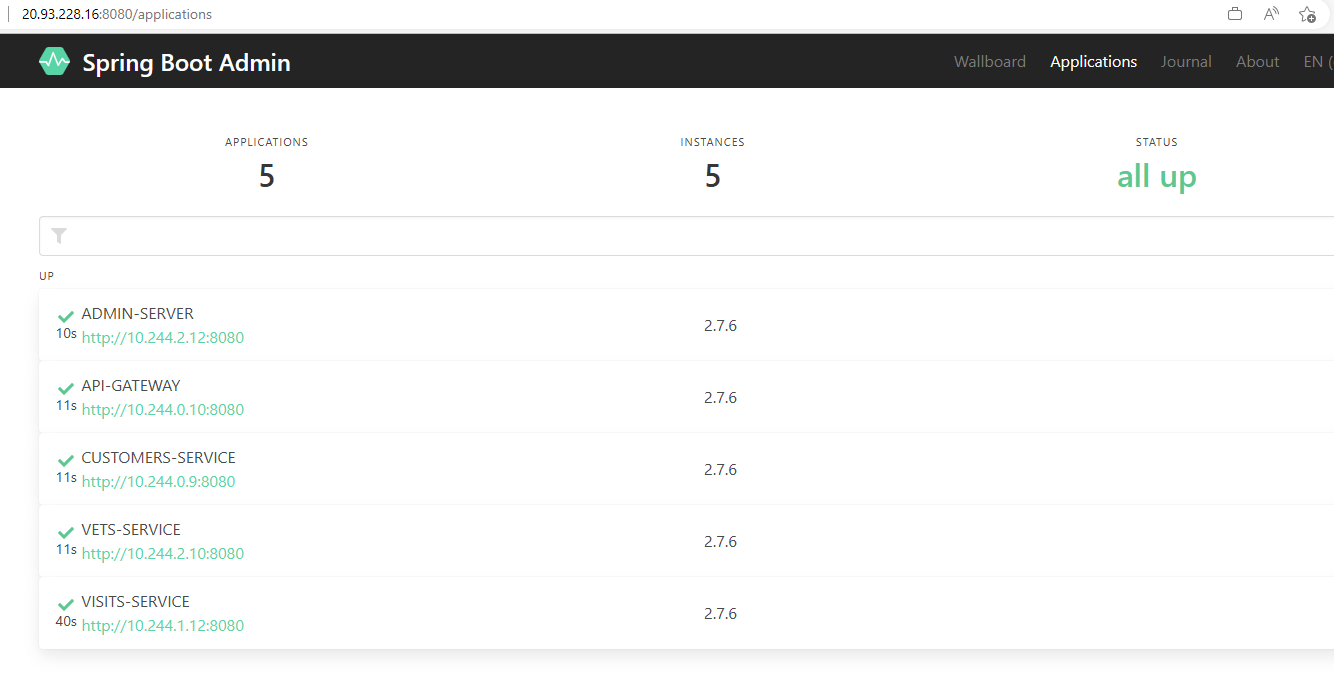 20.93.228.16:8080/applications
Spring Boot Admin
Wallboard Applications Journal About EN (
APPLICATIONS INSTANCES STATUS
5 5 all up
UP
ADMIN-SERVER
10s http://10.244.2.12:8080 2.7.6
API-GATEWAY
11s http://10.244.0.10:8080 2.7.6
CUSTOMERS-SERVICE
11s http://10.244.0.9:8080 2.7.6
VETS-SERVICE
11s http://10.244.2.10:8080 2.7.6
VISITS-SERVICE
40s http://10.244.1.12:8080 2.7.6